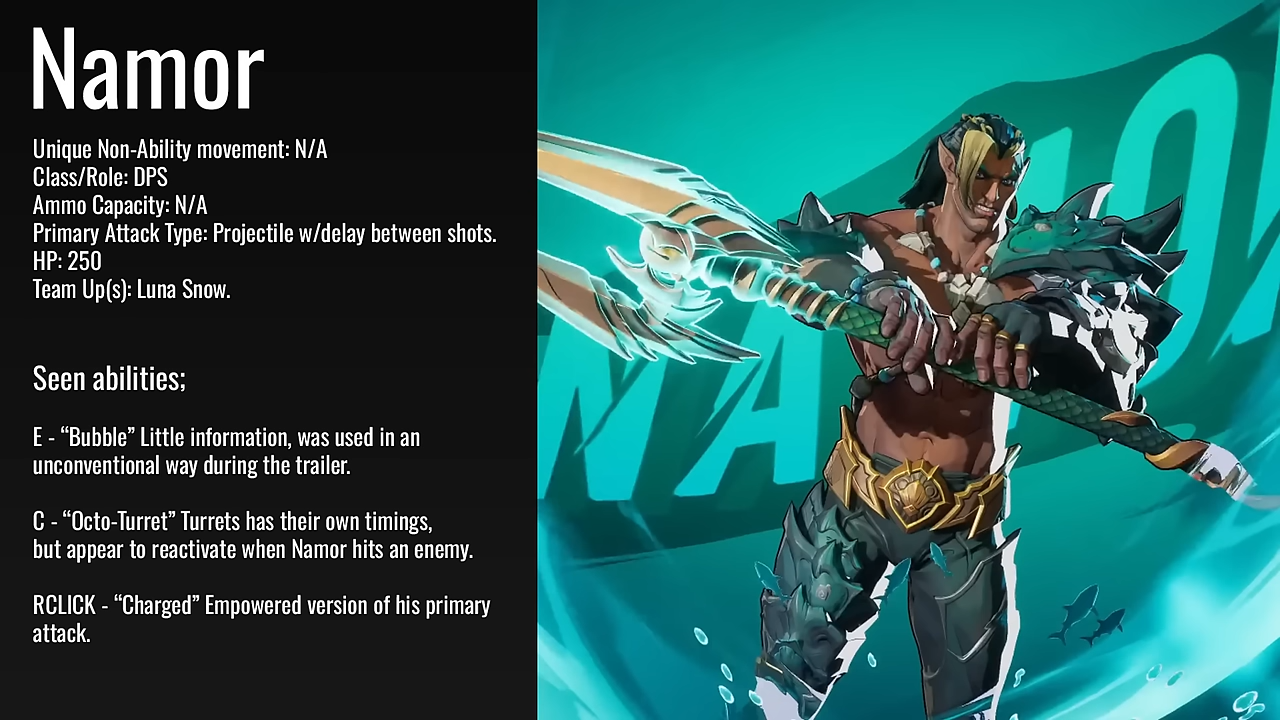 Namor
Unique Non-Ability movement: N/A
Class/Role: DPS
Ammo Capacity: N/A
Primary Attack Type: Projectile w/delay between shots.
HP: 250
Team Up(s): Luna Snow.
Seen abilities;
E - “Bubble” Little information, was used in an
unconventional way during the trailer.
C - “Octo-Turret” Turrets has their own timings,
but appear to reactivate when Namor hits an enemy.
RCLICK - “Charged” Empowered version of his primary
attack.